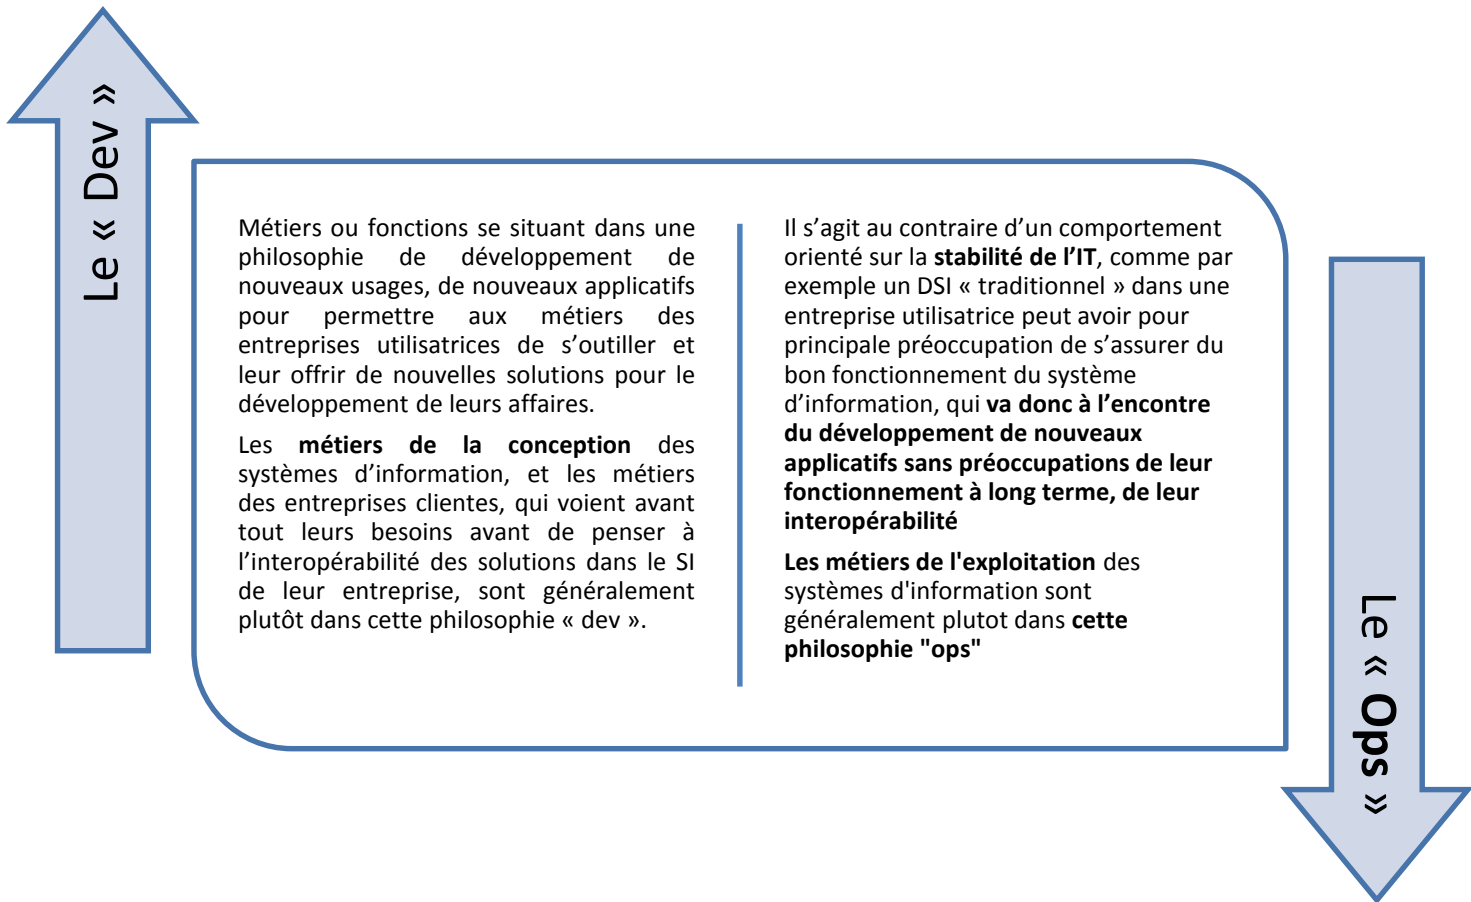 Le « Dev »
Métiers ou fonctions se situant dans une
philosophie de développement de
nouveaux usages, de nouveaux applicatifs
pour permettre aux métiers des
entreprises utilisatrices de s’outiller et
leur offrir de nouvelles solutions pour le
développement de leurs affaires.
Les métiers de la conception des
systèmes d’information, et les métiers
des entreprises clientes, qui voient avant
tout leurs besoins avant de penser à
l’interopérabilité des solutions dans le SI
de leur entreprise, sont généralement
plutôt dans cette philosophie « dev ».
Il s’agit au contraire d’un comportement
orienté sur la stabilité de l’IT, comme par
exemple un DSI « traditionnel » dans une
entreprise utilisatrice peut avoir pour
principale préoccupation de s’assurer du
bon fonctionnement du système
d’information, qui va donc à l’encontre
du développement de nouveaux
applicatifs sans préoccupations de leur
fonctionnement à long terme, de leur
interopérabilité
Les métiers de l'exploitation des
systèmes d'information sont
généralement plutot dans cette
philosophie "ops"
Le « Ops »